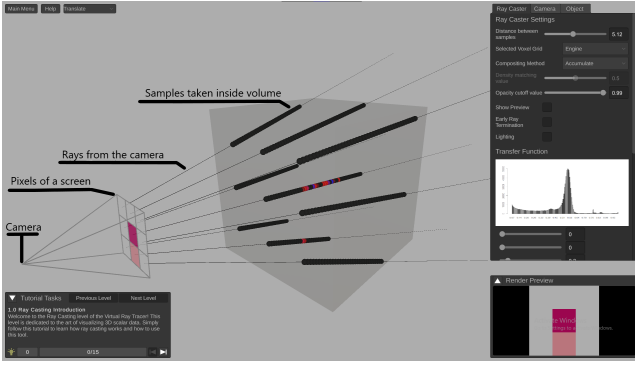 Main Menu
Help
Translate
Samples taken inside volume
Rays from the camera
Pixels of a screen
Camera
Tutorial Tasks
Previous Level
Next Level
1.0 Ray Casting Introduction
Welcome to the Ray Casting level of the Virtual Ray Tracer! This
level is dedicated to the art of visualizing 3D scalar data. Simply
follow this tutorial to learn how ray casting works and how to use
this tool.
0
0/15
Ray Caster
Camera
Object
Ray Caster Settings
Distance between
samples
5.12
Selected Voxel Grid
Engine
Compositing Method
Accumulate
Density matching
value
0.5
Opacity cutoff value
0.99
Show Preview
Early Ray
Termination
Lighting
Transfer Function
0
0
Render Preview